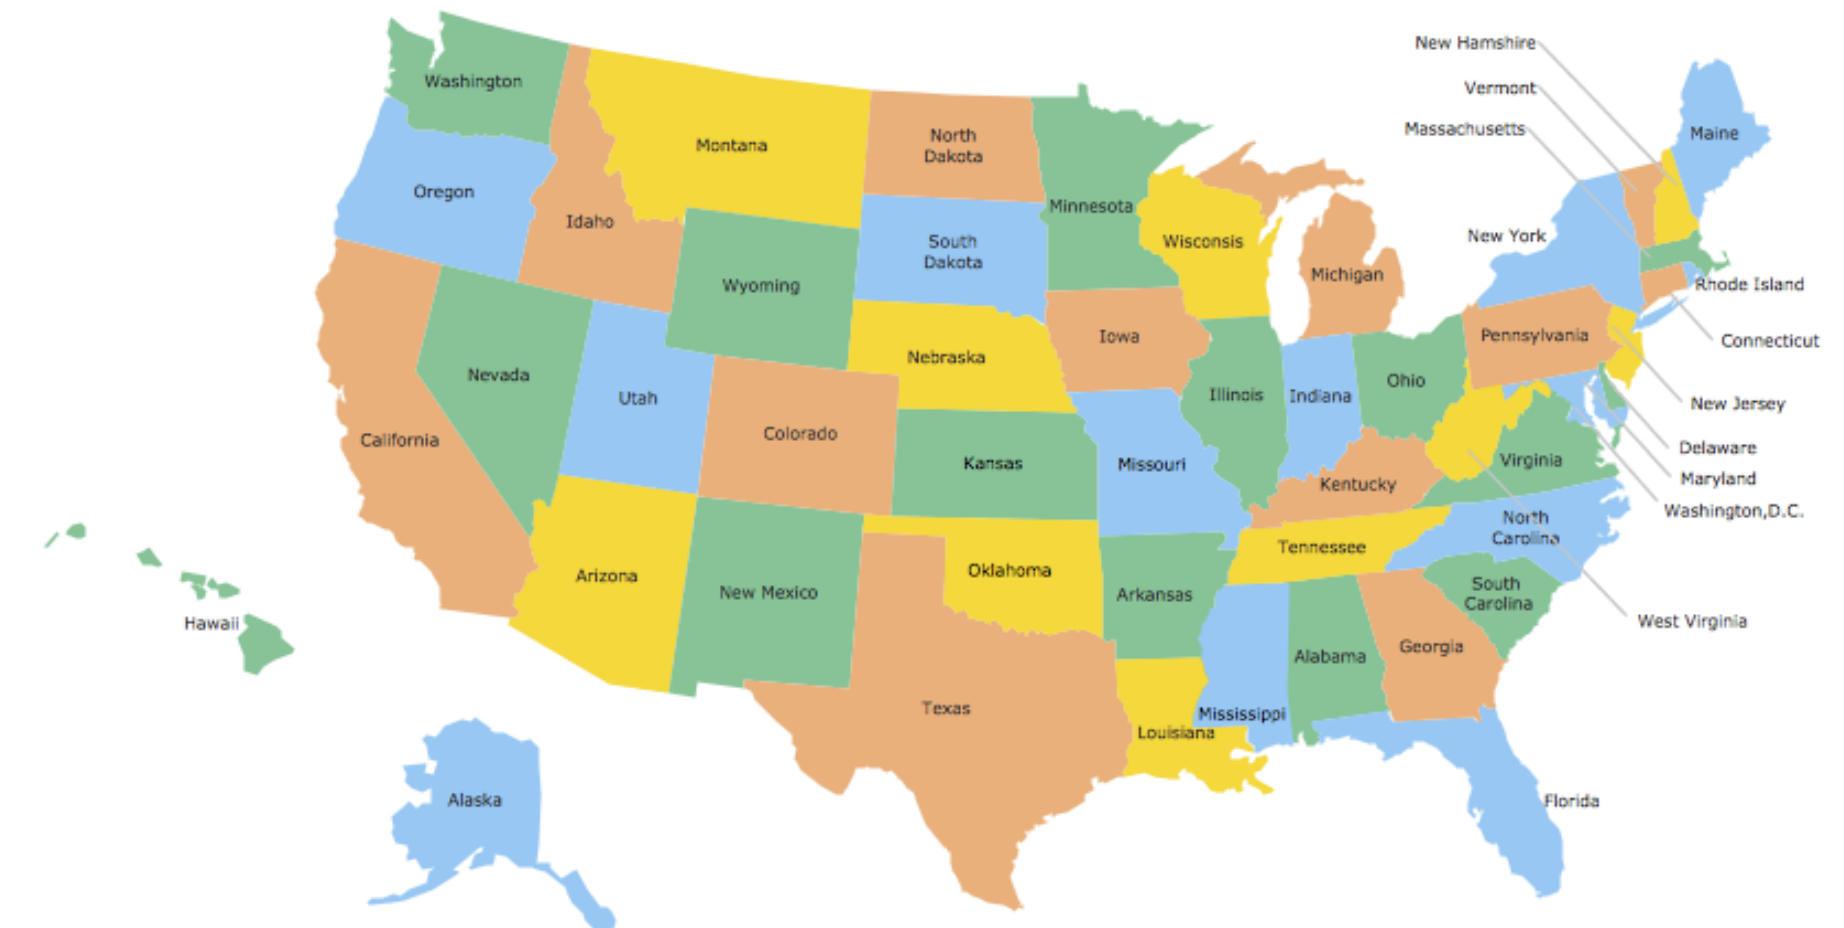 New Hamshire
Vermont
Massachusetts
Maine
Washington
Montana
North
Dakota
Oregon
Idaho
Minnesota
Wisconsis
South
Dakota
New York
Michigan
Wyoming
Rhode Island
Iowa
Pennsylvania
Connecticut
Nebraska
Nevada
Utah
Illinois
Indiana
Ohio
New Jersey
California
Colorado
Kansas
Missouri
Kentucky
Virginia
Delaware
Maryland
Washington,D.C.
North
Carolina
Tennessee
Arizona
New Mexico
Oklahoma
Arkansas
South
Carolina
West Virginia
Hawaii
Alabama
Georgia
Texas
Mississippi
Louisiana
Alaska
Florida